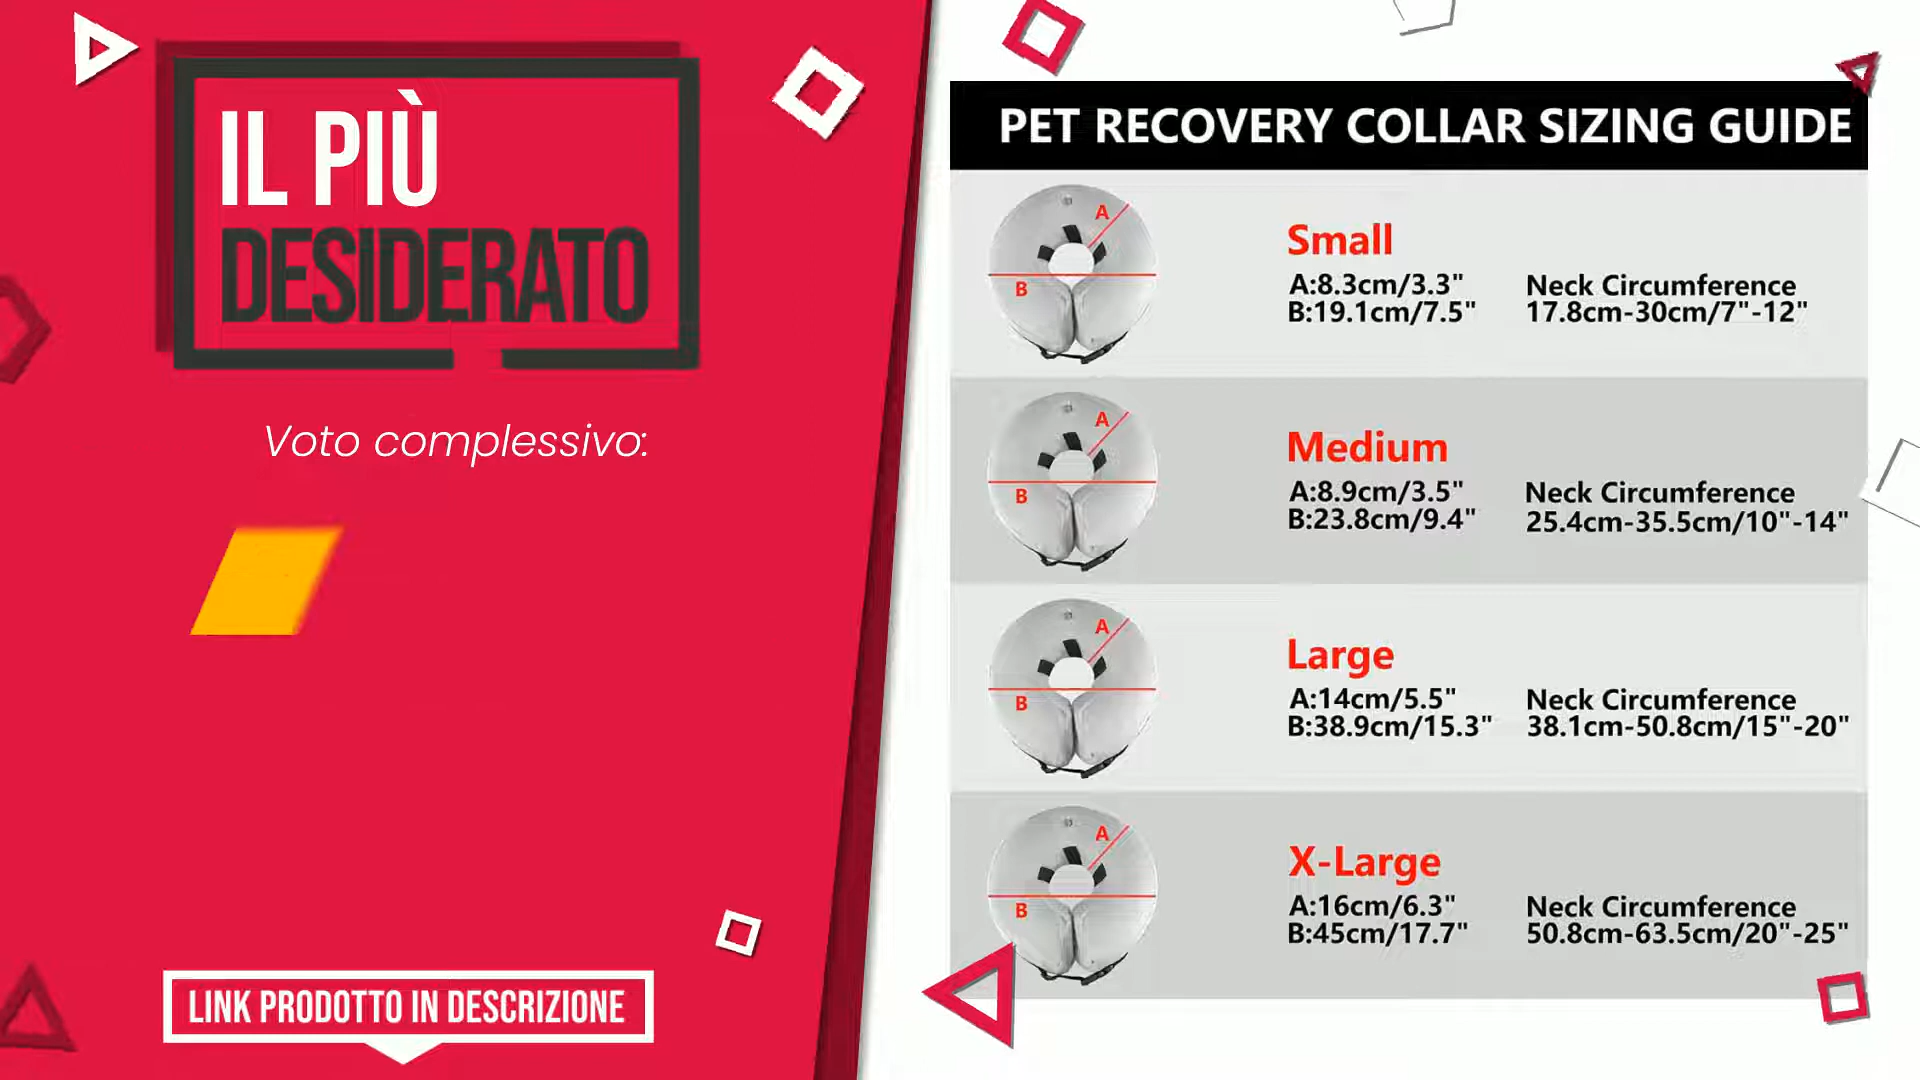 IL PIÙ
DESIDERATO
Voto complessivo:
LINK PRODOTTO IN DESCRIZIONE
PET RECOVERY COLLAR SIZING GUIDE
A
B
Small
A:8.3cm/3.3" Neck Circumference
B:19.1cm/7.5" 17.8cm-30cm/7"-12"
A
B
Medium
A:8.9cm/3.5" Neck Circumference
B:23.8cm/9.4" 25.4cm-35.5cm/10"-14"
A
B
Large
A:14cm/5.5" Neck Circumference
B:38.9cm/15.3" 38.1cm-50.8cm/15"-20"
A
B
X-Large
A:16cm/6.3" Neck Circumference
B:45cm/17.7" 50.8cm-63.5cm/20"-25"